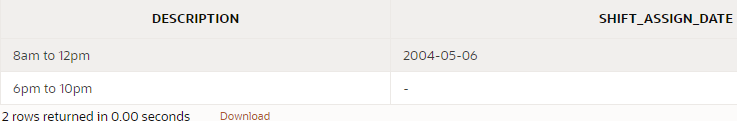 DESCRIPTION SHIFT_ASSIGN_DATE
8am to 12pm 2004-05-06
6pm to 10pm -
2 rows returned in 0.00 seconds Download